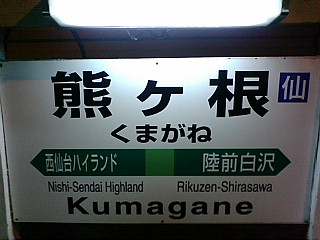 熊ヶ根 仙
くまがね
西仙台ハイランド 陸前白沢
Nishi-Sendai Highland Rikuzen-Shirasawa
Kumagane